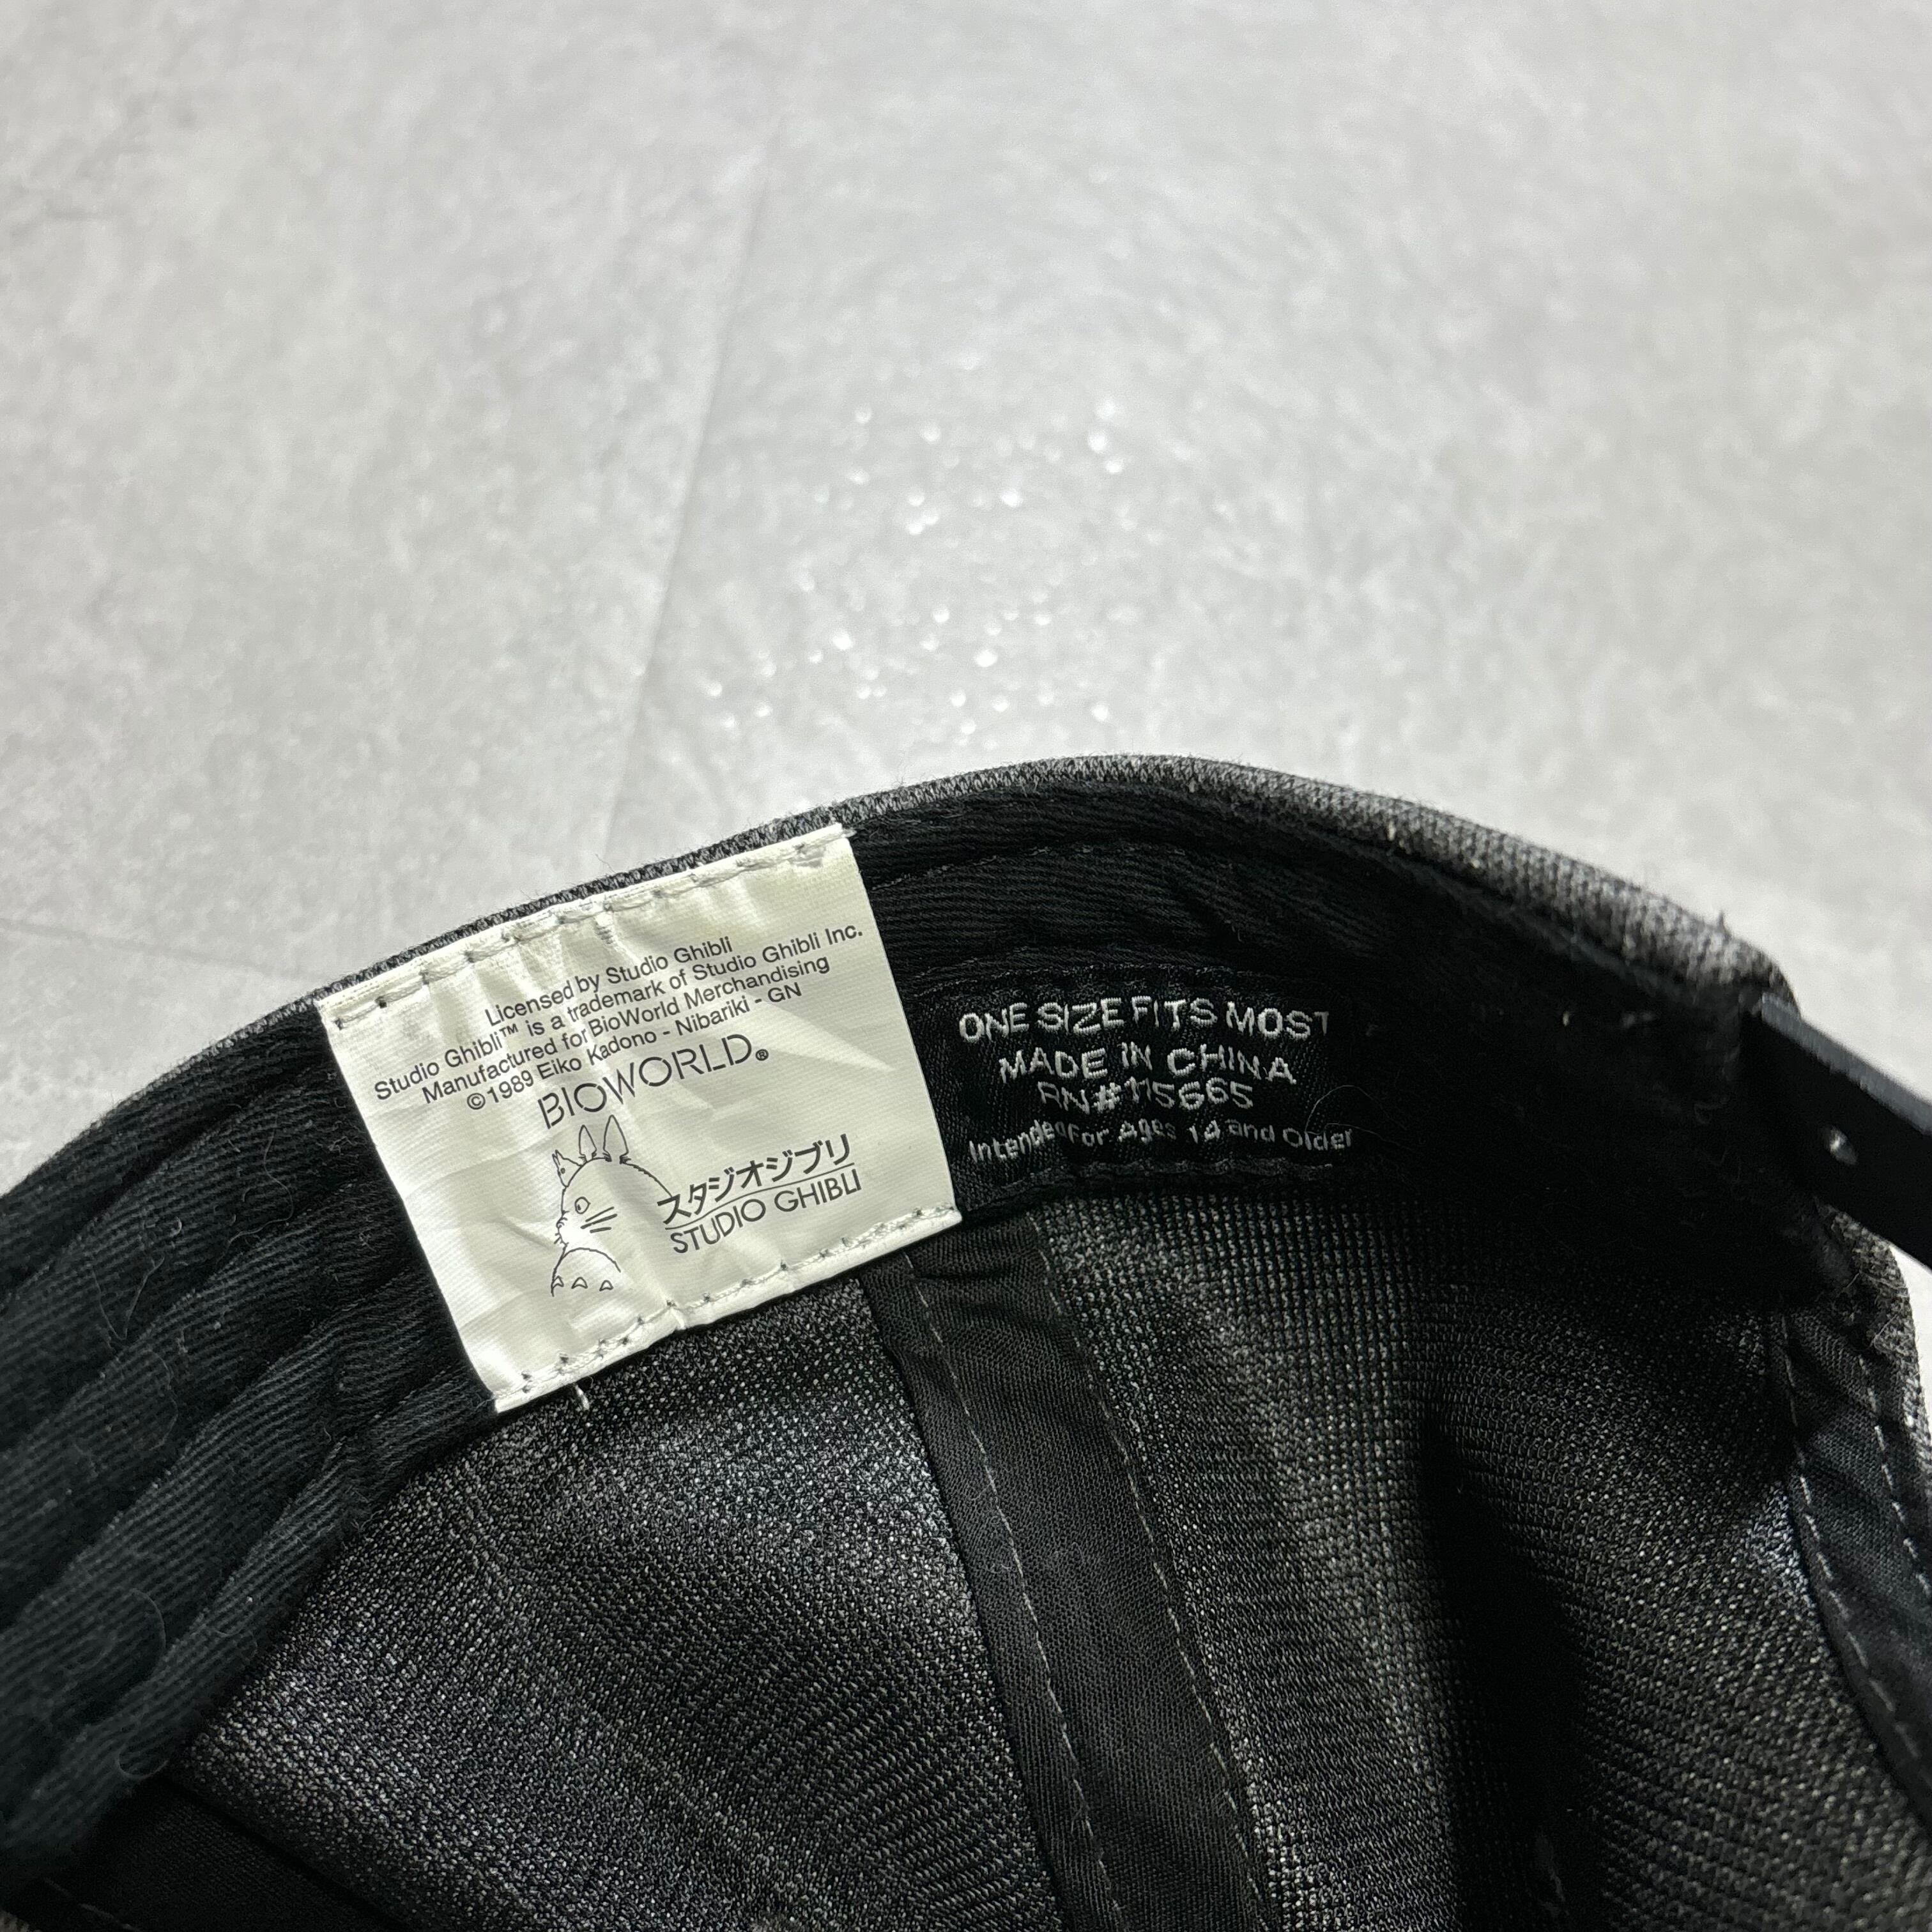 Licensed by Studio Ghibli
Studio Ghibli™ is a trademark of Studio Ghibli Inc.
Manufactured for BioWorld Merchandising
©1989 Eiko Kadono - Nibariki - GN
BIOWORLD®
スタジオジブリ
STUDIO GHIBLI
ONE SIZE FITS MOST
MADE IN CHINA
RN#115665
Intended For Ages 14 and Older